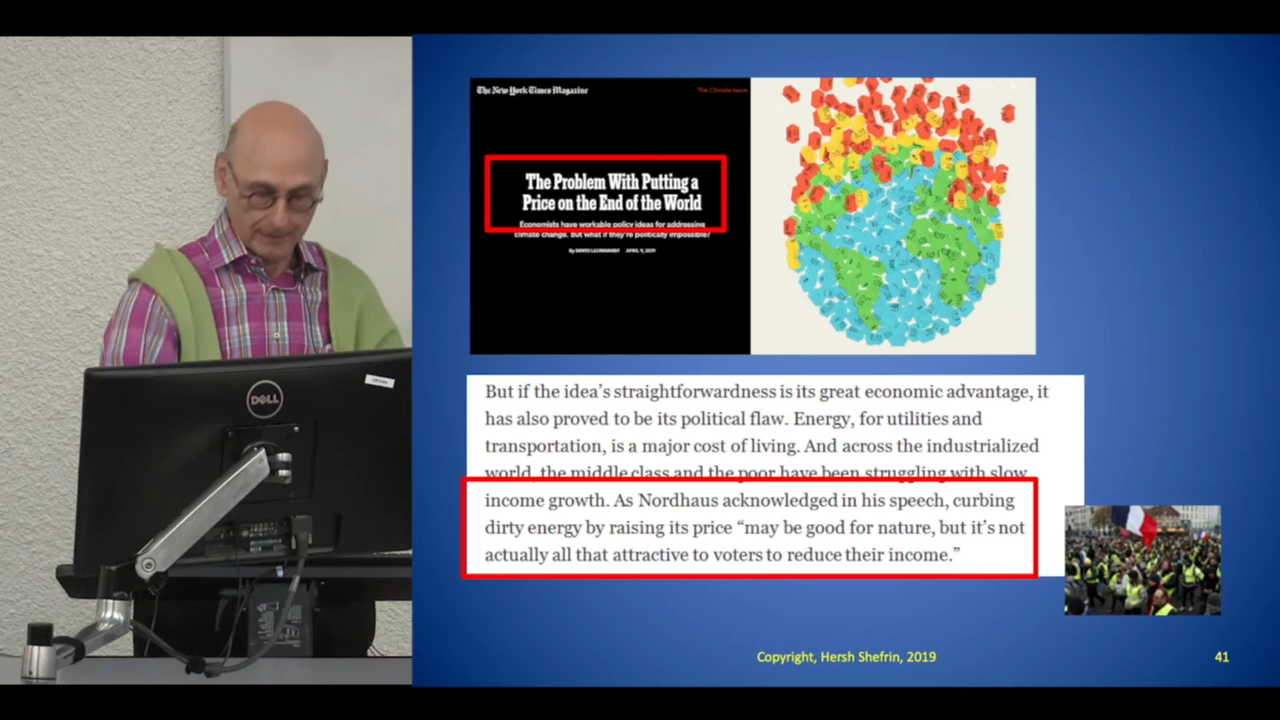 The New York Times Magazine
The Climate Issue
The Problem With Putting a
Price on the End of the World
Economists have workable policy ideas for addressing
climate change. But what if they're politically impossible?
By DAVID LEONHARDT APRIL 9, 2019
But if the idea's straightforwardness is its great economic advantage, it
has also proved to be its political flaw. Energy, for utilities and
transportation, is a major cost of living. And across the industrialized
world, the middle class and the poor have been struggling with slow
income growth. As Nordhaus acknowledged in his speech, curbing
dirty energy by raising its price “may be good for nature, but it's not
actually all that attractive to voters to reduce their income.”
DELL
Copyright, Hersh Shefrin, 2019
41